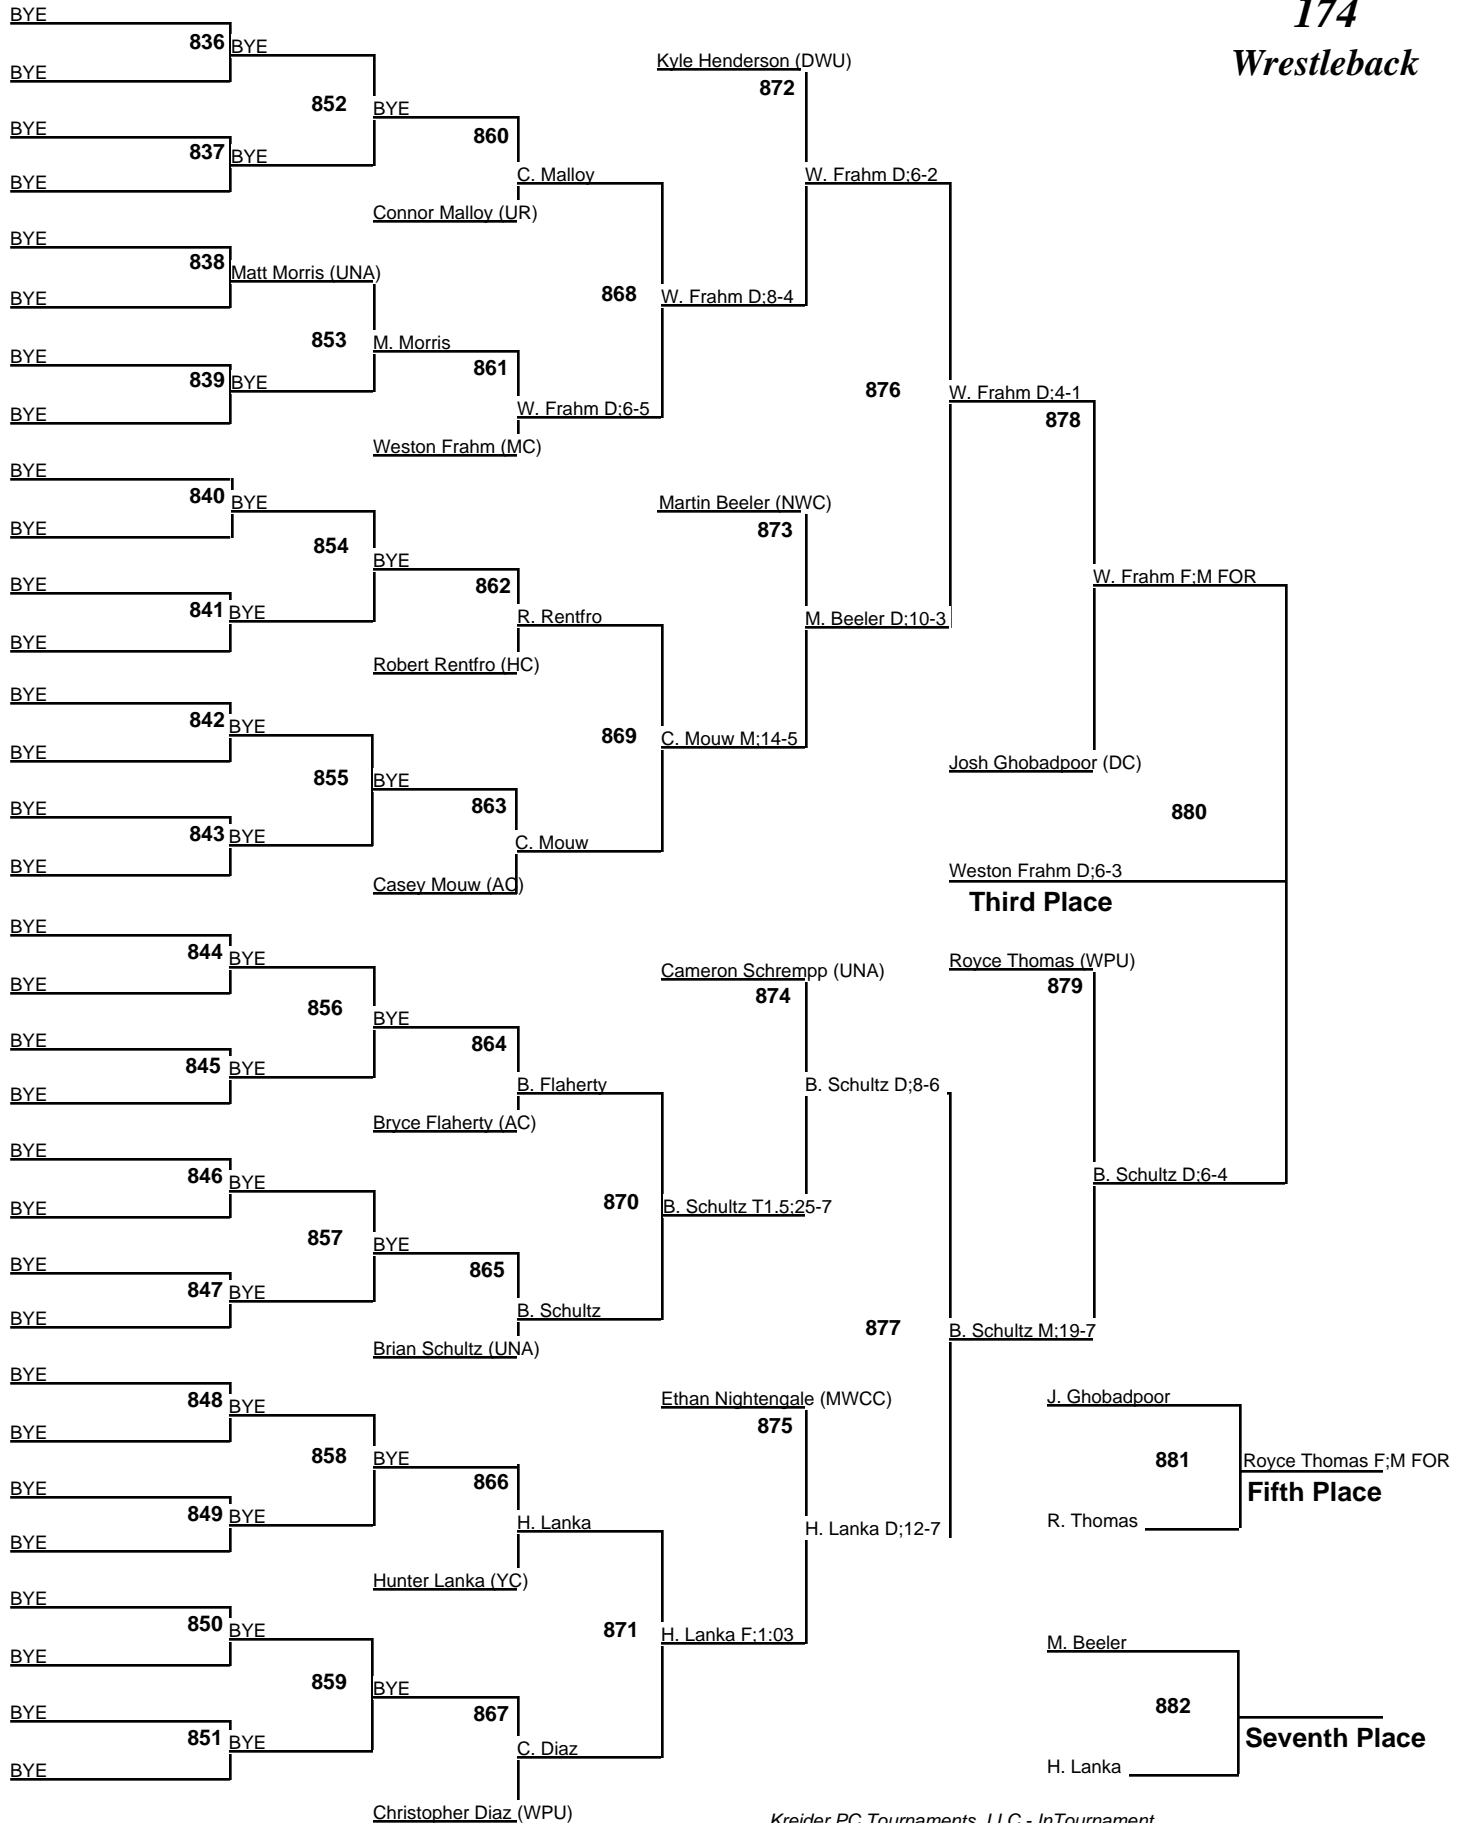 174
Wrestleback
BYE
836
BYE
BYE
852
BYE
BYE
837
BYE
BYE
860
C. Malloy
Connor Malloy (UR)
BYE
838
Matt Morris (UNA)
BYE
853
M. Morris
BYE
839
BYE
BYE
861
W. Frahm D;6-5
Weston Frahm (MC)
868
W. Frahm D;8-4
Kyle Henderson (DWU)
872
W. Frahm D;6-2
BYE
840
BYE
BYE
854
BYE
BYE
841
BYE
BYE
862
R. Rentfro
Robert Rentfro (HC)
BYE
842
BYE
BYE
855
BYE
BYE
843
BYE
BYE
863
C. Mouw
Casey Mouw (AC)
869
C. Mouw M;14-5
Martin Beeler (NWC)
873
M. Beeler D;10-3
876
W. Frahm D;4-1
878
W. Frahm F;M FOR
Josh Ghobadpoor (DC)
880
Weston Frahm D;6-3
Third Place
BYE
844
BYE
BYE
856
BYE
BYE
845
BYE
BYE
864
B. Flaherty
Bryce Flaherty (AC)
BYE
846
BYE
BYE
857
BYE
BYE
847
BYE
BYE
865
B. Schultz
Brian Schultz (UNA)
870
B. Schultz T1.5;25-7
Cameron Schrempp (UNA)
874
B. Schultz D;8-6
Royce Thomas (WPU)
879
B. Schultz D;6-4
877
B. Schultz M;19-7
BYE
848
BYE
BYE
858
BYE
BYE
849
BYE
BYE
866
H. Lanka
Hunter Lanka (YC)
BYE
850
BYE
BYE
859
BYE
BYE
851
BYE
BYE
867
C. Diaz
Christopher Diaz (WPU)
871
H. Lanka F;1:03
Ethan Nightengale (MWCC)
875
H. Lanka D;12-7
J. Ghobadpoor
881
Royce Thomas F;M FOR
Fifth Place
R. Thomas
M. Beeler
882
Seventh Place
H. Lanka
Kreider PC Tournaments, LLC - InTournament